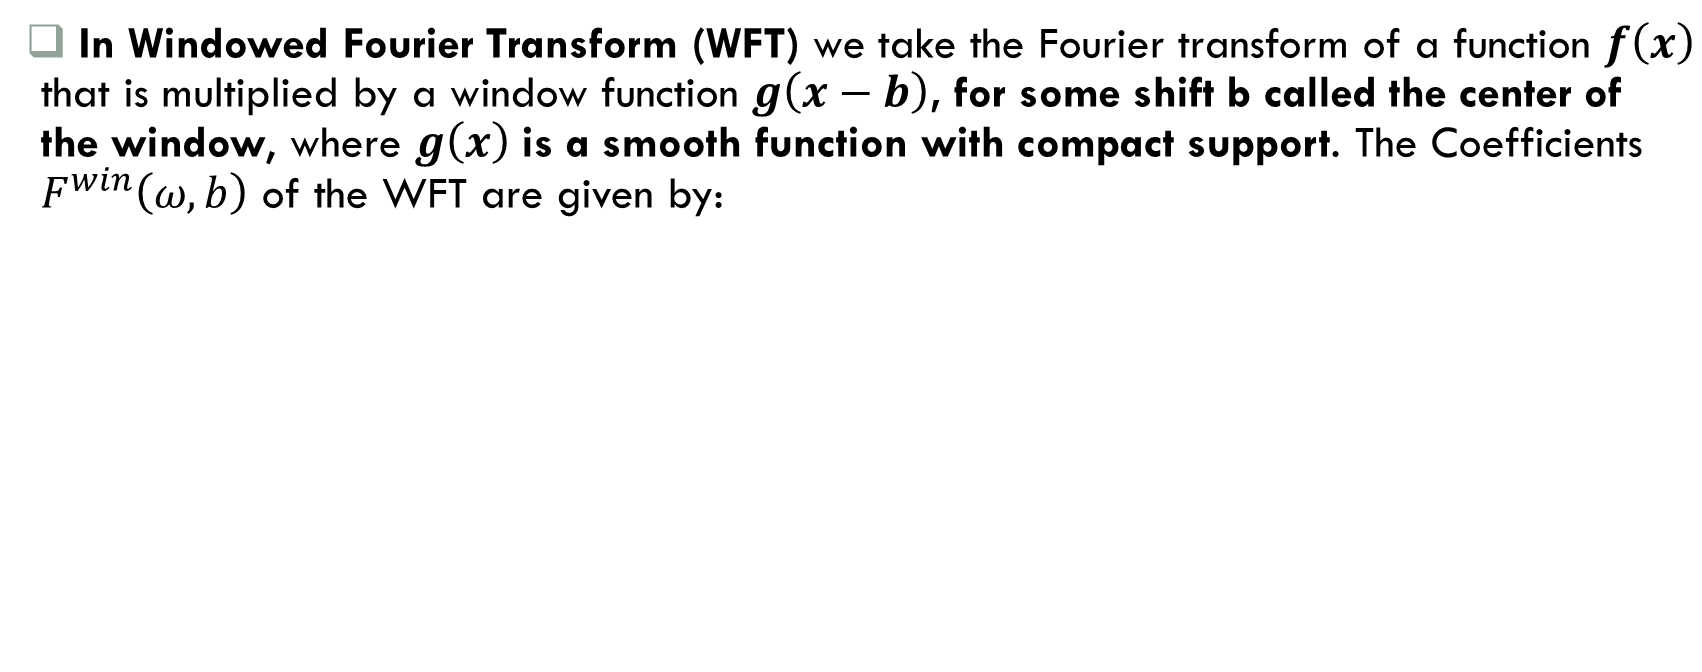 ❑ In Windowed Fourier Transform (WFT) we take the Fourier transform of a function f(x)
that is multiplied by a window function g(x − b), for some shift b called the center of
the window, where g(x) is a smooth function with compact support. The Coefficients
F^win(ω, b) of the WFT are given by: